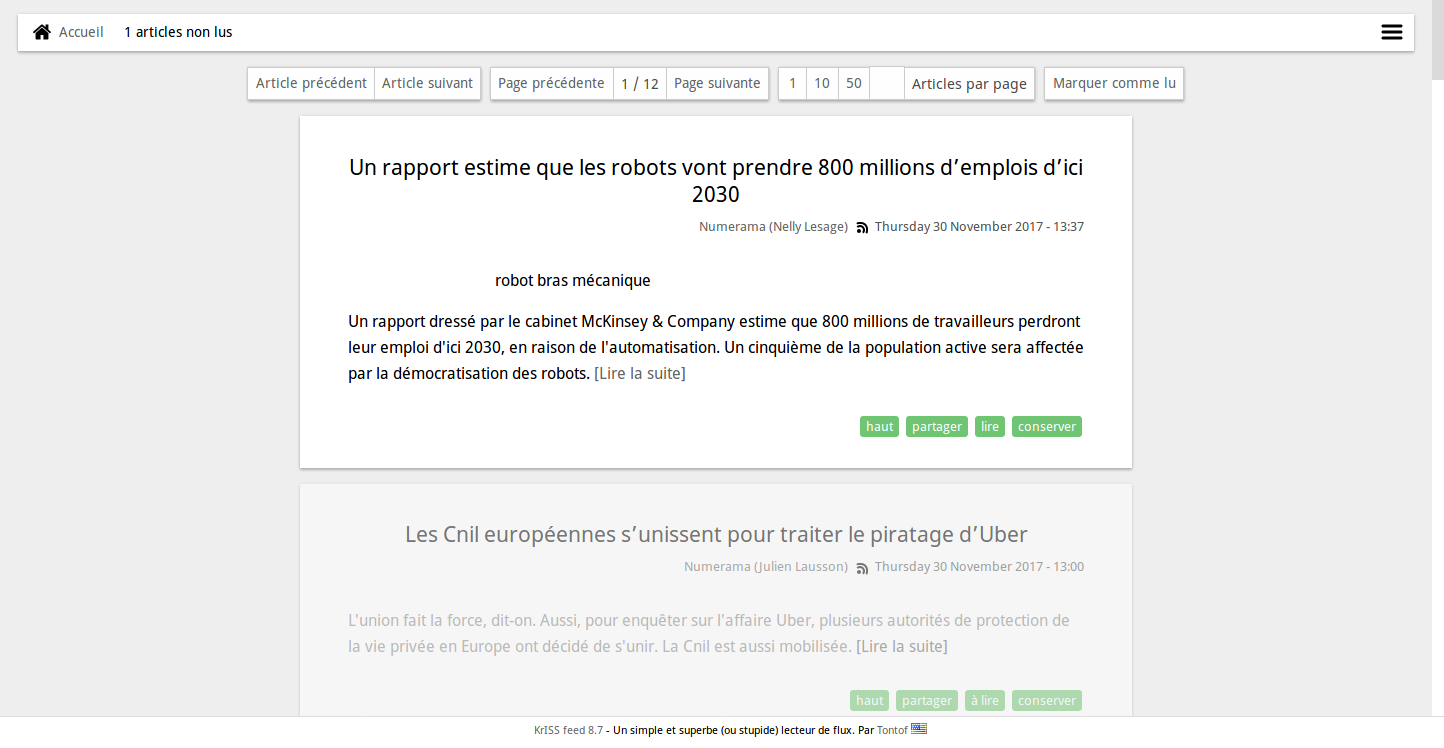 Accueil 1 articles non lus
Article précédent Article suivant Page précédente 1 / 12 Page suivante 1 10 50 Articles par page Marquer comme lu
Un rapport estime que les robots vont prendre 800 millions d’emplois d’ici
2030
Numerama (Nelly Lesage) Thursday 30 November 2017 - 13:37
robot bras mécanique
Un rapport dressé par le cabinet McKinsey & Company estime que 800 millions de travailleurs perdront
leur emploi d'ici 2030, en raison de l'automatisation. Un cinquième de la population active sera affectée
par la démocratisation des robots. [Lire la suite]
haut partager lire conserver
Les Cnil européennes s’unissent pour traiter le piratage d’Uber
Numerama (Julien Lausson) Thursday 30 November 2017 - 13:00
L'union fait la force, dit-on. Aussi, pour enquêter sur l'affaire Uber, plusieurs autorités de protection de
la vie privée en Europe ont décidé de s'unir. La Cnil est aussi mobilisée. [Lire la suite]
haut partager à lire conserver
KrISS feed 8.7 - Un simple et superbe (ou stupide) lecteur de flux. Par Tontof